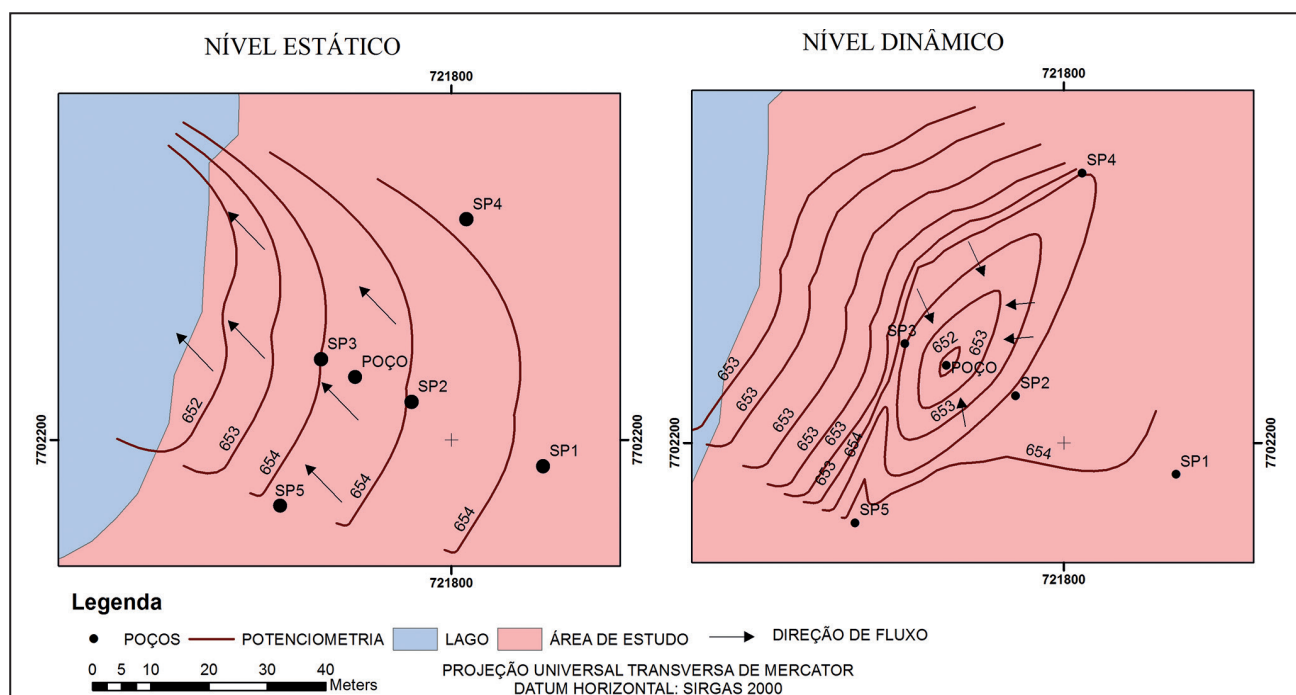 NÍVEL ESTÁTICO
721800
SP4
SP3
POÇO
SP2
652
653
654
SP5
654
654
SP1
7702200
7702200
721800
NÍVEL DINÂMICO
721800
SP4
SP3
652
653
POÇO
SP2
653
653
653
653
653
654
653
654
SP1
SP5
7702200
7702200
721800
Legenda
POÇOS
POTENCIOMETRIA
LAGO
ÁREA DE ESTUDO
DIREÇÃO DE FLUXO
0 5 10 20 30 40
Meters
PROJEÇÃO UNIVERSAL TRANSVERSA DE MERCATOR
DATUM HORIZONTAL: SIRGAS 2000